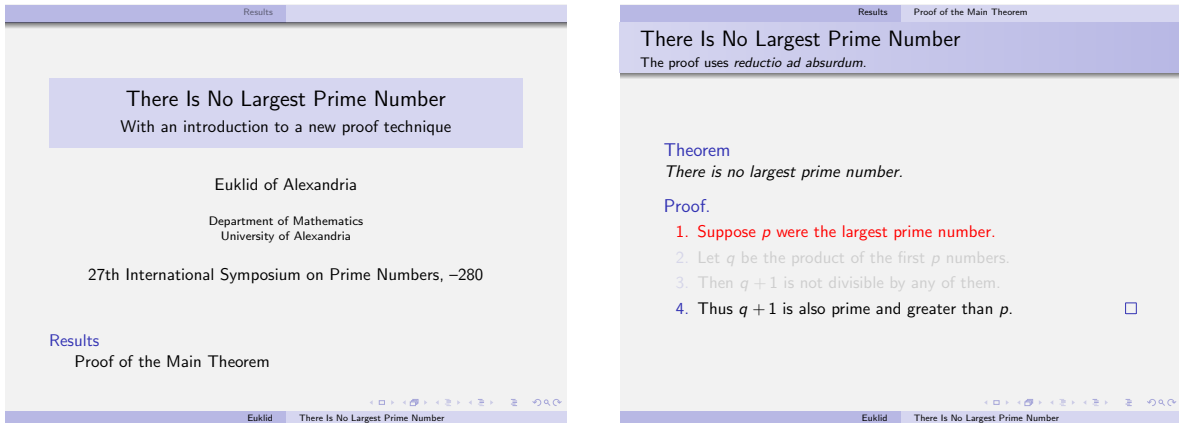 Results
There Is No Largest Prime Number
With an introduction to a new proof technique
Euklid of Alexandria
Department of Mathematics
University of Alexandria
27th International Symposium on Prime Numbers, –280
Results
Proof of the Main Theorem
Euklid There Is No Largest Prime Number
Results Proof of the Main Theorem
There Is No Largest Prime Number
The proof uses reductio ad absurdum.
Theorem
There is no largest prime number.
Proof.
1. Suppose p were the largest prime number.
2. Let q be the product of the first p numbers.
3. Then q + 1 is not divisible by any of them.
4. Thus q + 1 is also prime and greater than p.
Euklid There Is No Largest Prime Number